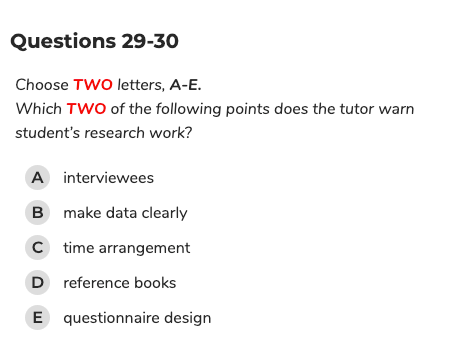 Questions 29-30
Choose TWO letters, A-E.
Which TWO of the following points does the tutor warn
student's research work?
A interviewees
B make data clearly
C time arrangement
D reference books
E questionnaire design